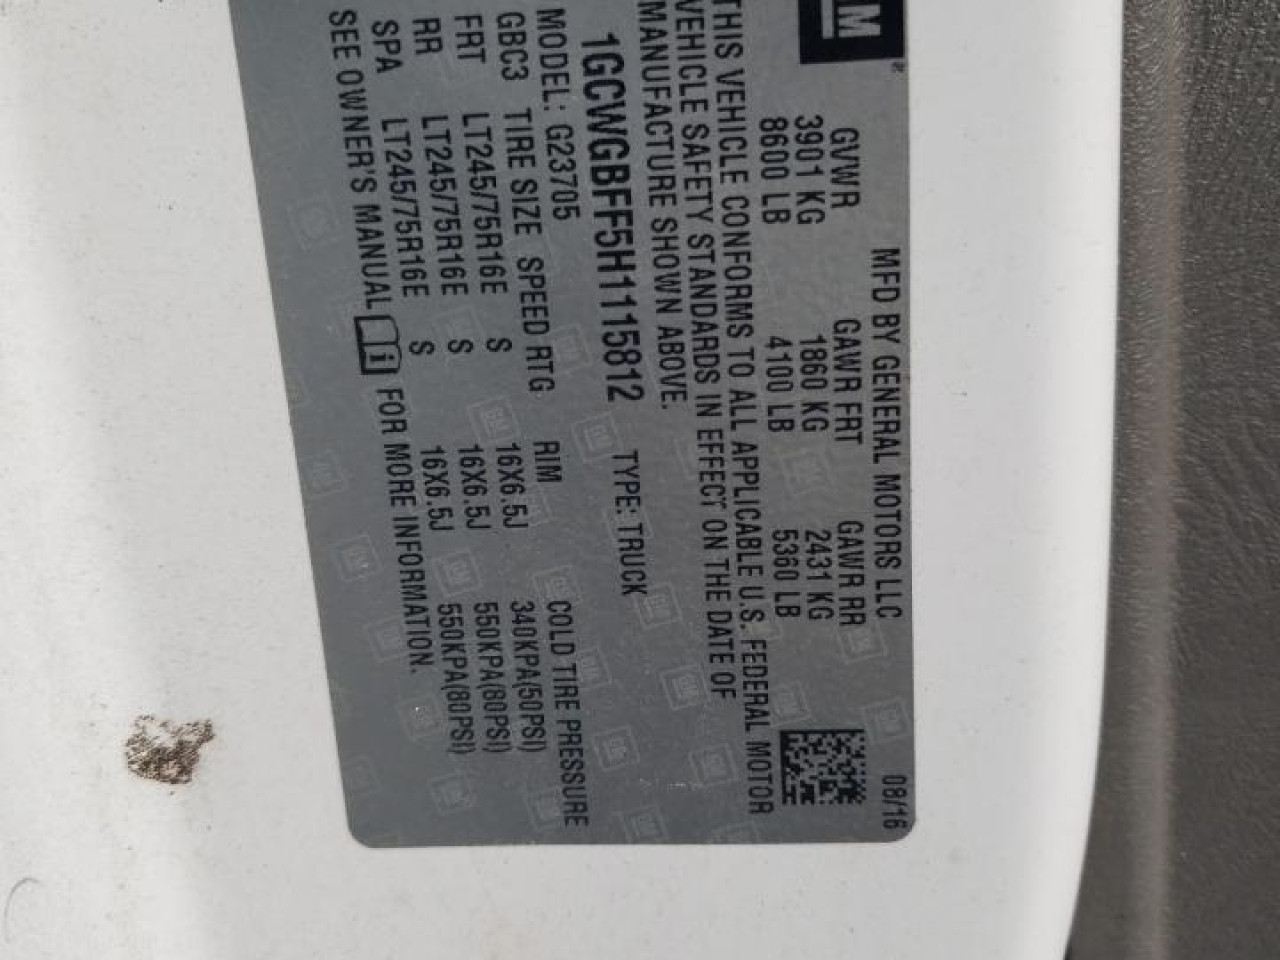 GM
MFD BY GENERAL MOTORS LLC 08/16
GVWR GAWR FRT GAWR RR
3901 KG 1860 KG 2431 KG
8600 LB 4100 LB 5360 LB
THIS VEHICLE CONFORMS TO ALL APPLICABLE U.S. FEDERAL MOTOR
VEHICLE SAFETY STANDARDS IN EFFECT ON THE DATE OF
MANUFACTURE SHOWN ABOVE.
1GCWGBFF5H1115812 TYPE: TRUCK
MODEL: G23705
GBC3 TIRE SIZE SPEED RTG RIM COLD TIRE PRESSURE
FRT LT245/75R16E S 16X6.5J 340KPA(50PSI)
RR LT245/75R16E S 16X6.5J 550KPA(80PSI)
SPA LT245/75R16E S 16X6.5J 550KPA(80PSI)
SEE OWNER'S MANUAL i FOR MORE INFORMATION.